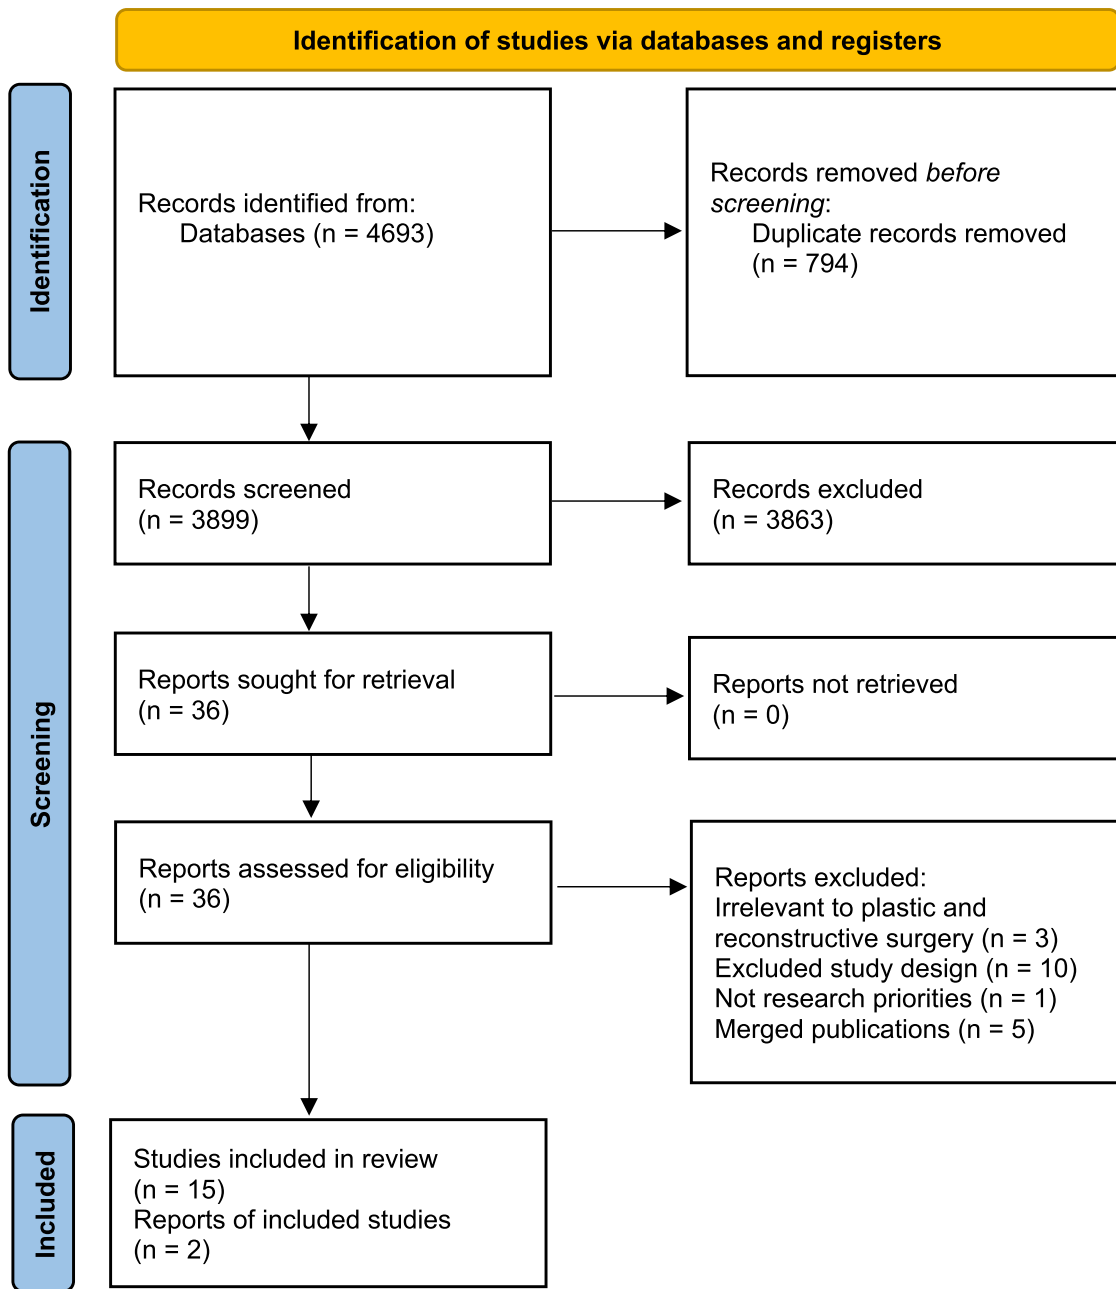 Identification of studies via databases and registers
Identification
Records identified from:
Databases (n = 4693)
Records removed before
screening:
Duplicate records removed
(n = 794)
Screening
Records screened
(n = 3899)
Records excluded
(n = 3863)
Reports sought for retrieval
(n = 36)
Reports not retrieved
(n = 0)
Reports assessed for eligibility
(n = 36)
Reports excluded:
Irrelevant to plastic and
reconstructive surgery (n = 3)
Excluded study design (n = 10)
Not research priorities (n = 1)
Merged publications (n = 5)
Included
Studies included in review
(n = 15)
Reports of included studies
(n = 2)